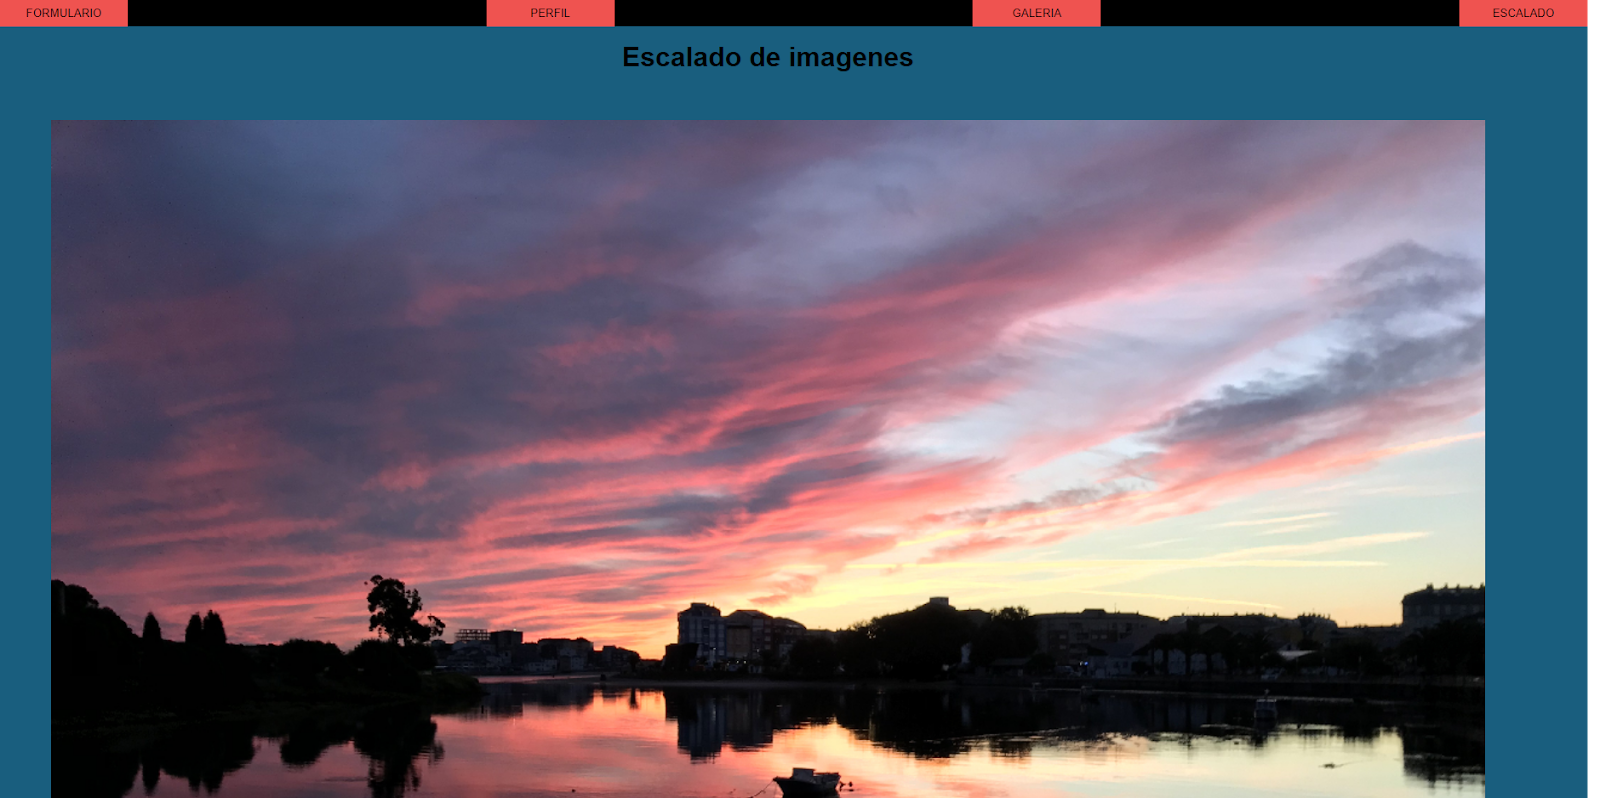 FORMULARIO
PERFIL
GALERIA
ESCALADO
Escalado de imagenes